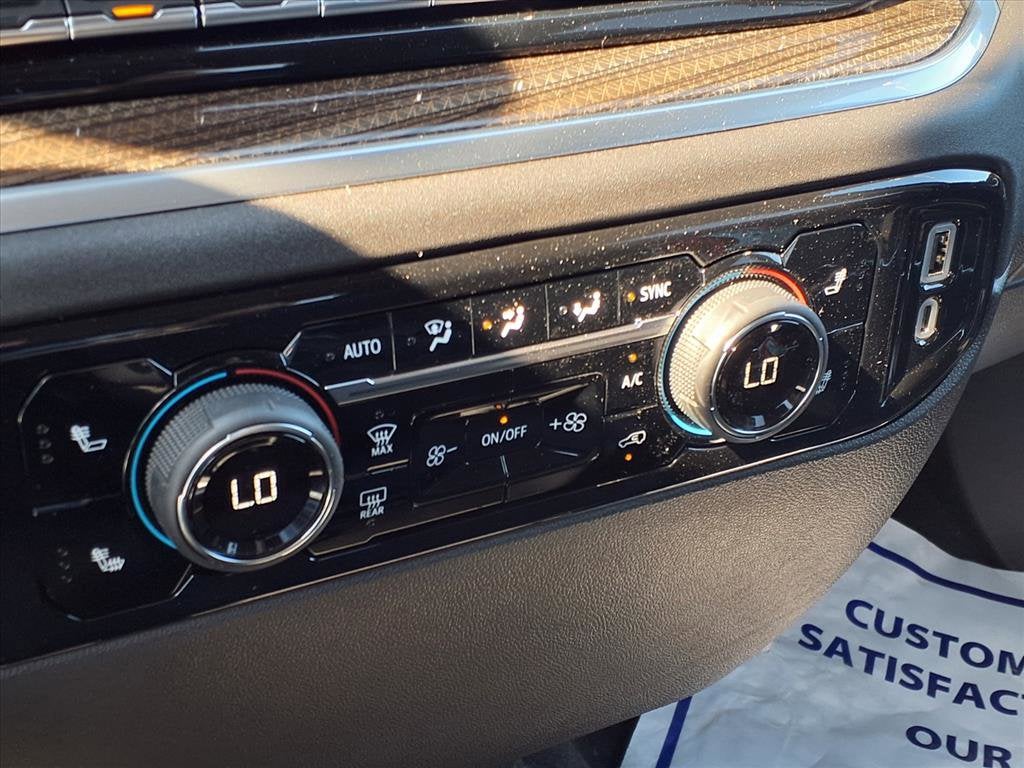 AUTO
SYNC
A/C
LO
MAX
ON/OFF
LO
REAR
CUSTOM
SATISFACT
OUR